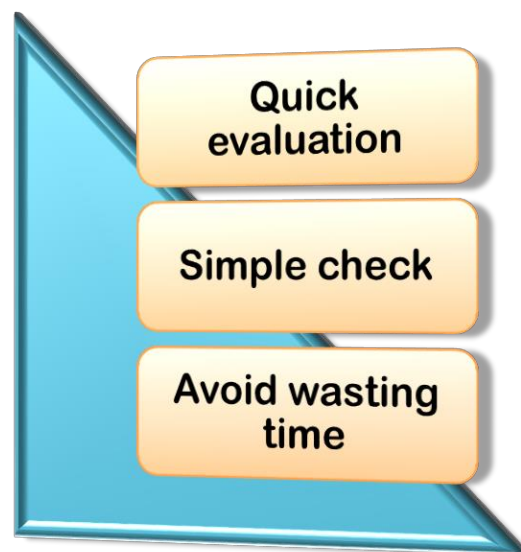 Quick
evaluation
Simple check
Avoid wasting
time